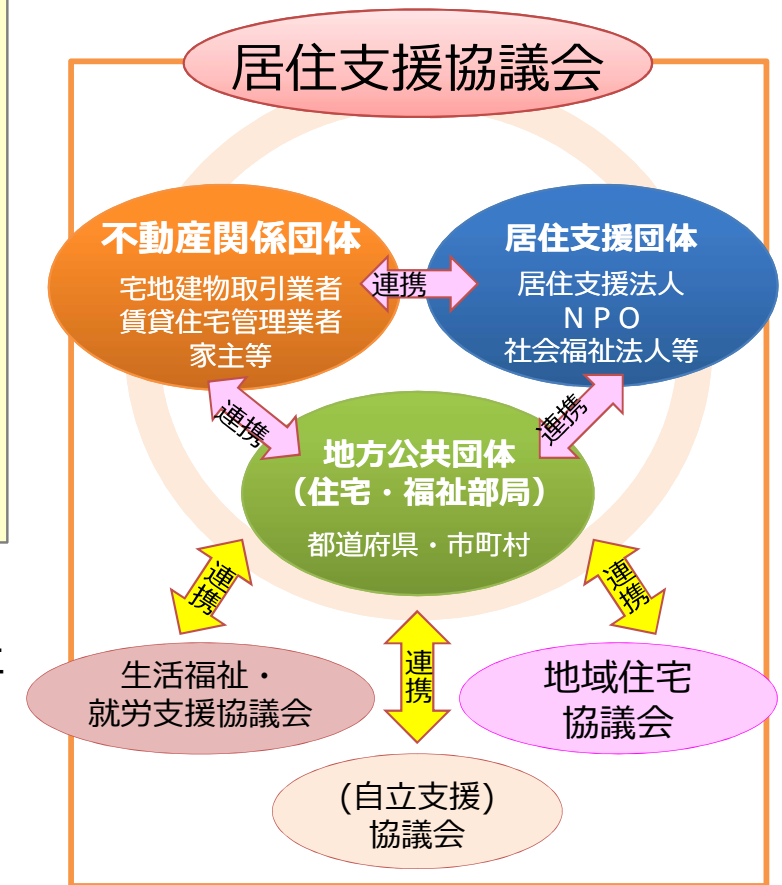 居住支援協議会
不動産関係団体
宅地建物取引業者
賃貸住宅管理業者
家主等
連携
居住支援団体
居住支援法人
ＮＰＯ
社会福祉法人等
連携
連携
地方公共団体
（住宅・福祉部局）
都道府県・市町村
連携
連携
連携
生活福祉・
就労支援協議会
地域住宅
協議会
(自立支援)
協議会